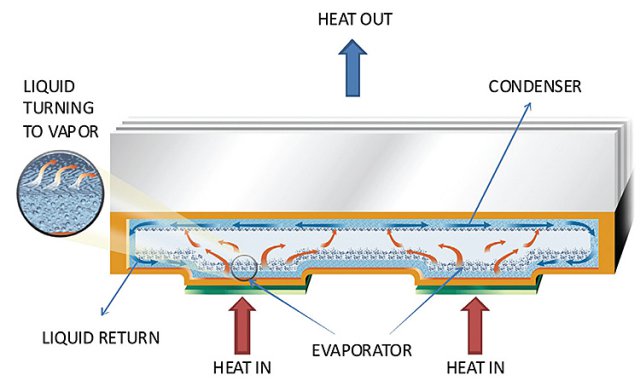 HEAT OUT
LIQUID
TURNING
TO VAPOR
CONDENSER
LIQUID RETURN
EVAPORATOR
HEAT IN
HEAT IN